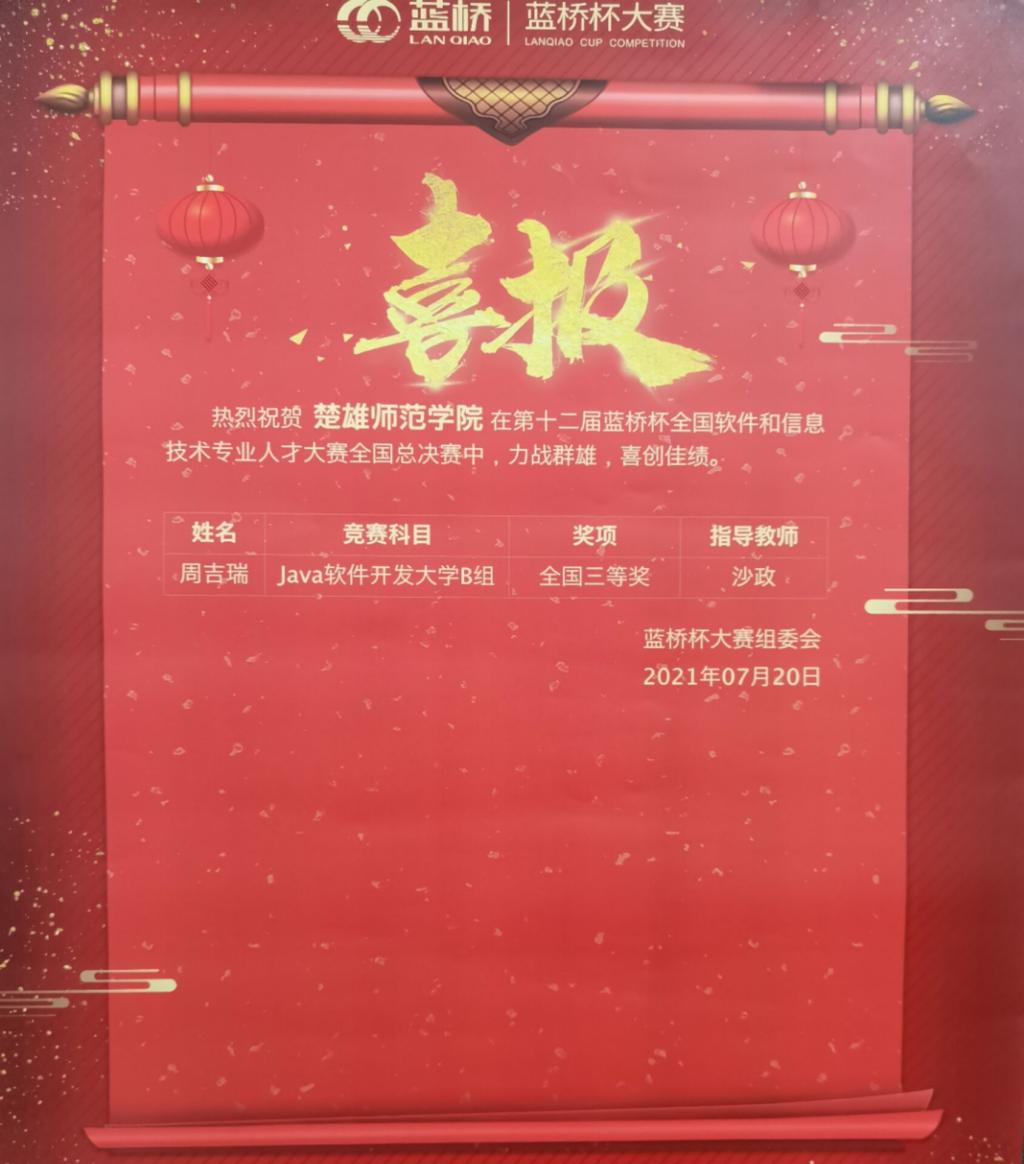 蓝桥 蓝桥杯大赛
LAN QIAO LANQIAO CUP COMPETITION
喜报
热烈祝贺 楚雄师范学院 在第十二届蓝桥杯全国软件和信息
技术专业人才大赛全国总决赛中，力战群雄，喜创佳绩。
姓名 竞赛科目 奖项 指导教师
周吉瑞 Java软件开发大学B组 全国三等奖 沙政
蓝桥杯大赛组委会
2021年07月20日